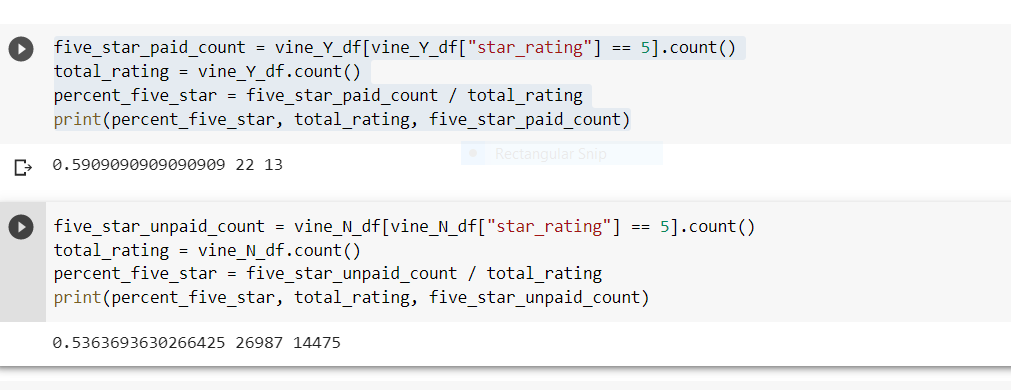 five_star_paid_count = vine_Y_df[vine_Y_df["star_rating"] == 5].count()
total_rating = vine_Y_df.count()
percent_five_star = five_star_paid_count / total_rating
print(percent_five_star, total_rating, five_star_paid_count)
Rectangular Snip
0.5909090909090909 22 13
five_star_unpaid_count = vine_N_df[vine_N_df["star_rating"] == 5].count()
total_rating = vine_N_df.count()
percent_five_star = five_star_unpaid_count / total_rating
print(percent_five_star, total_rating, five_star_unpaid_count)
0.5363693630266425 26987 14475